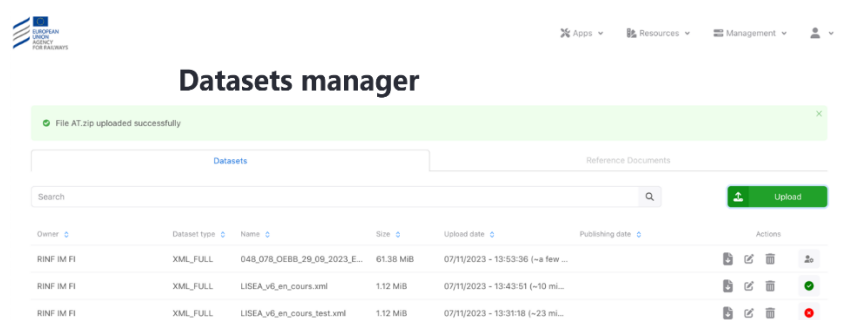 EUROPEAN
UNION
AGENCY
FOR RAILWAYS
Apps Resources Management
Datasets manager
File AT.zip uploaded successfully
Datasets Reference Documents
Search Upload
Owner Dataset type Name Size Upload date Publishing date Actions
RINF IM FI XML_FULL 048_078_OEBB_29_09_2023_E... 61.38 MiB 07/11/2023 - 13:53:36 (~a few ...
RINF IM FI XML_FULL LISEA_v6_en_cours.xml 1.12 MiB 07/11/2023 - 13:43:51 (~10 mi...
RINF IM FI XML_FULL LISEA_v6_en_cours_test.xml 1.12 MiB 07/11/2023 - 13:31:18 (~23 mi...